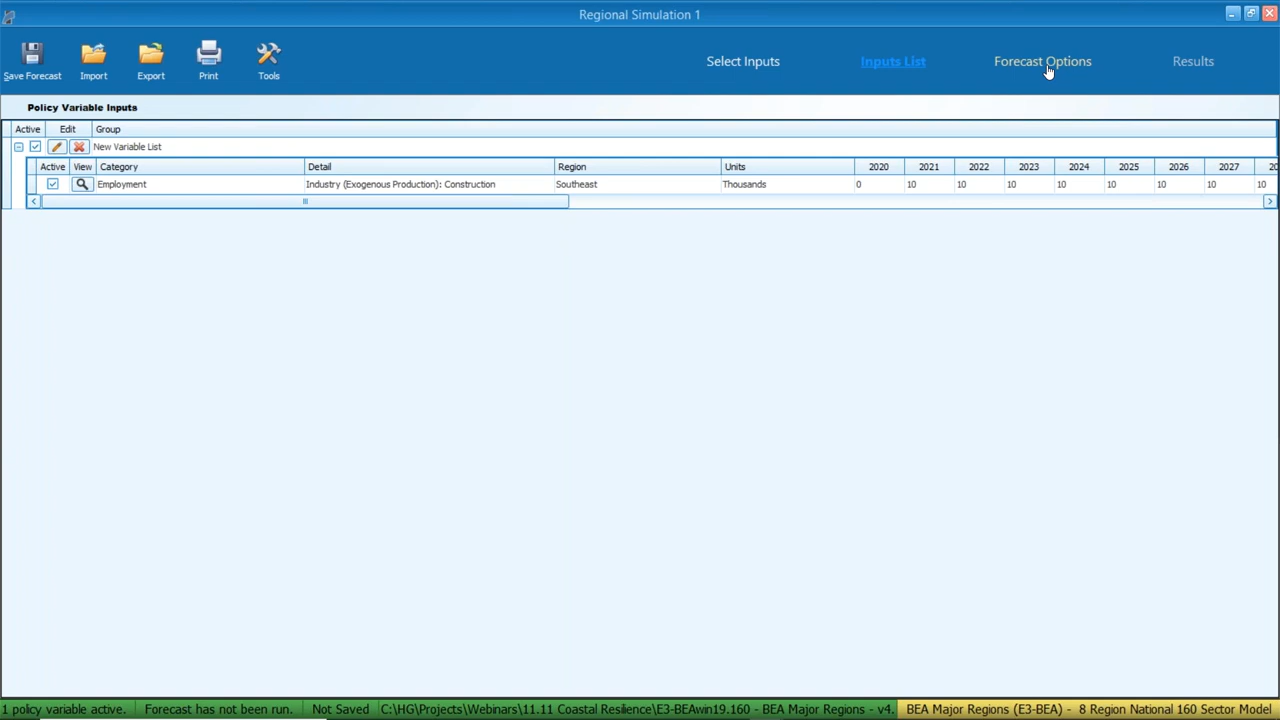 Regional Simulation 1
Save Forecast Import Export Print Tools Select Inputs Inputs List Forecast Options Results
Policy Variable Inputs
Active Edit Group
New Variable List
Active View Category Detail Region Units 2020 2021 2022 2023 2024 2025 2026 2027 20
Employment Industry (Exogenous Production): Construction Southeast Thousands 0 10 10 10 10 10 10 10 10
1 policy variable active. Forecast has not been run. Not Saved C:\HG\Projects\Webinars\11.11 Coastal Resilience\E3-BEAwin19.160 - BEA Major Regions - v4. BEA Major Regions (E3-BEA) - 8 Region National 160 Sector Model